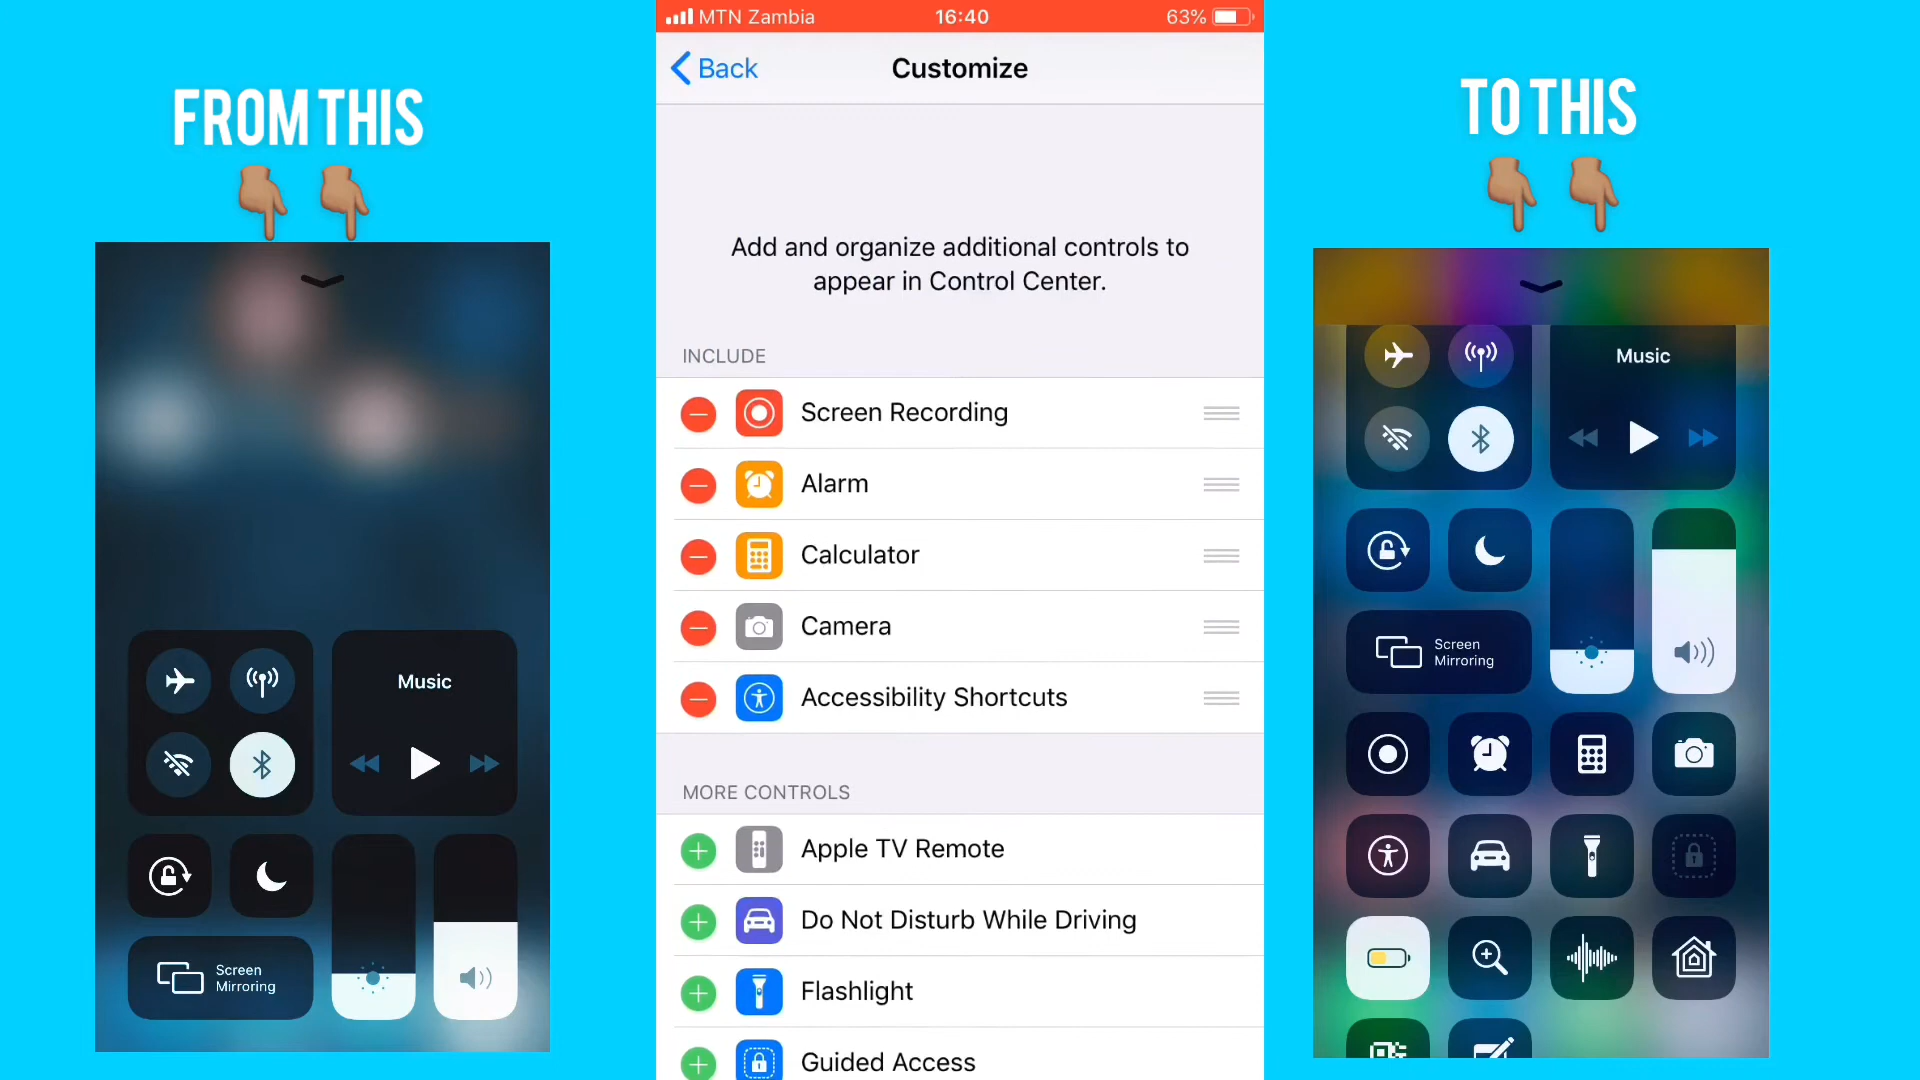 FROM THIS
Music
Screen
Mirroring
MTN Zambia 16:40 63%
Back Customize
Add and organize additional controls to
appear in Control Center.
INCLUDE
Screen Recording
Alarm
Calculator
Camera
Accessibility Shortcuts
MORE CONTROLS
Apple TV Remote
Do Not Disturb While Driving
Flashlight
Guided Access
TO THIS
Music
Screen
Mirroring